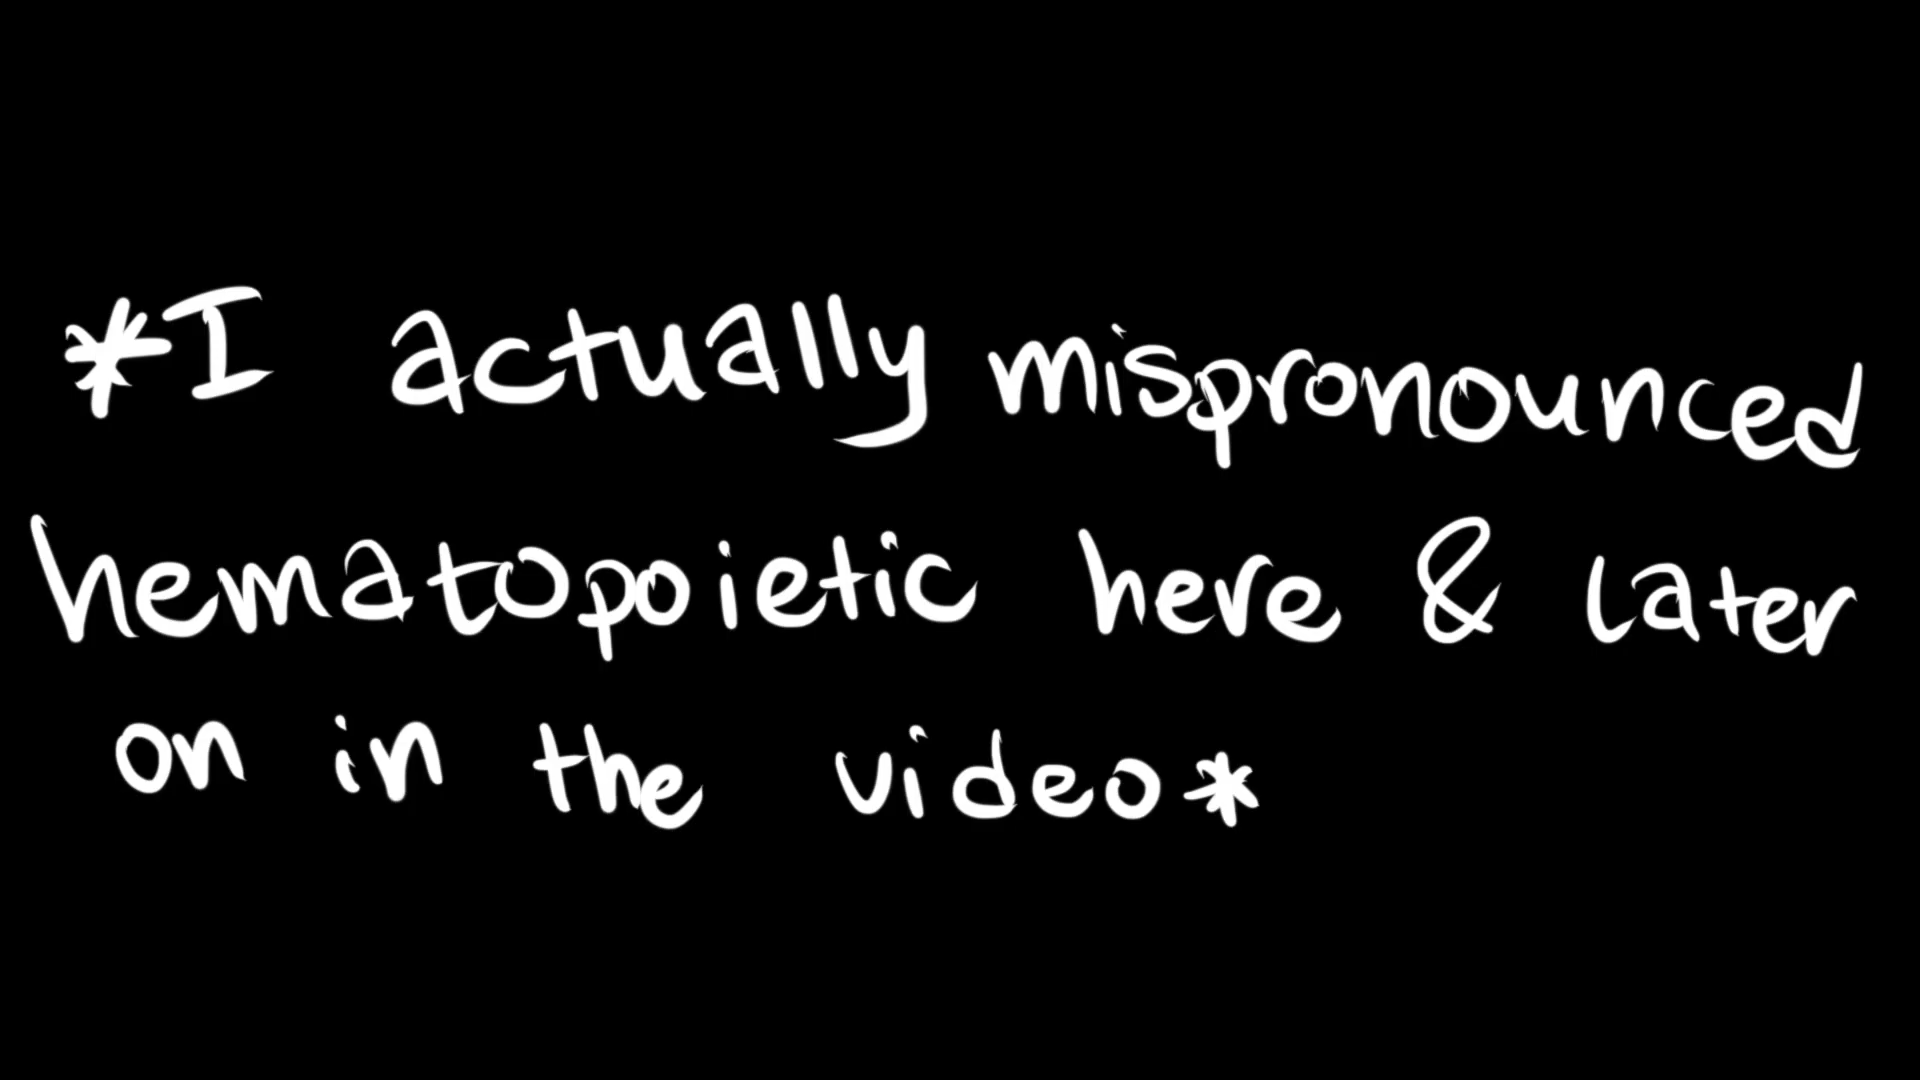 *I actually mispronounced
hematopoietic here & later
on in the video*